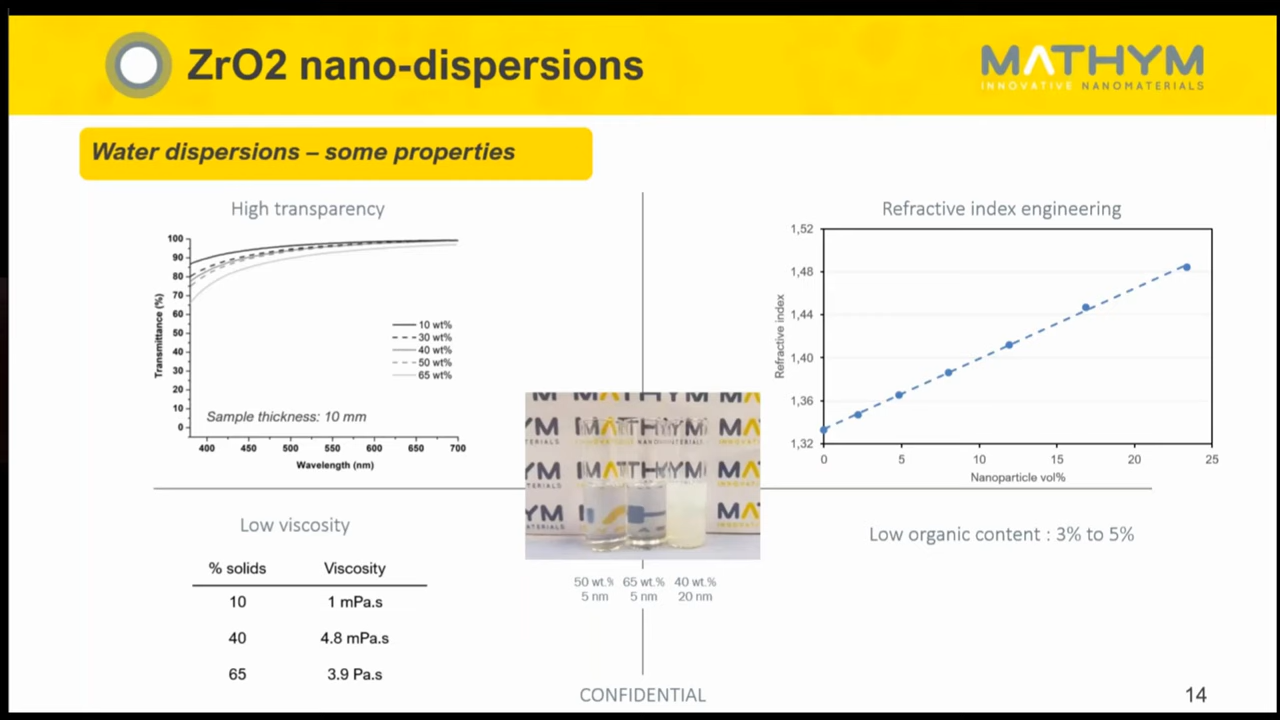 ZrO2 nano-dispersions
MATHYM
INNOVATIVE NANOMATERIALS
Water dispersions – some properties
High transparency
100
90
80
70
60
50
40
30
20
10
0
Transmittance (%)
10 wt%
30 wt%
40 wt%
50 wt%
65 wt%
Sample thickness: 10 mm
400 450 500 550 600 650 700
Wavelength (nm)
Refractive index engineering
1,52
1,48
1,44
1,40
1,36
1,32
Refractive index
0 5 10 15 20 25
Nanoparticle vol%
Low viscosity
% solids Viscosity
10 1 mPa.s
40 4.8 mPa.s
65 3.9 Pa.s
MATHYM
50 wt.% 65 wt.% 40 wt.%
5 nm 5 nm 20 nm
Low organic content : 3% to 5%
CONFIDENTIAL
14